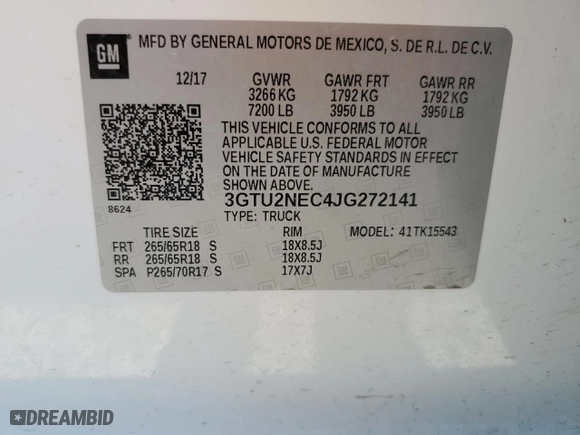 GM
MFD BY GENERAL MOTORS DE MEXICO, S. DE R.L. DE C.V.
12/17 GVWR GAWR FRT GAWR RR
3266 KG 1792 KG 1792 KG
7200 LB 3950 LB 3950 LB
THIS VEHICLE CONFORMS TO ALL
APPLICABLE U.S. FEDERAL MOTOR
VEHICLE SAFETY STANDARDS IN EFFECT
ON THE DATE OF MANUFACTURE
SHOWN ABOVE.
8624
3GTU2NEC4JG272141
TYPE: TRUCK
TIRE SIZE RIM MODEL: 41TK15543
FRT 265/65R18 S 18X8.5J
RR 265/65R18 S 18X8.5J
SPA P265/70R17 S 17X7J
DREAMBID